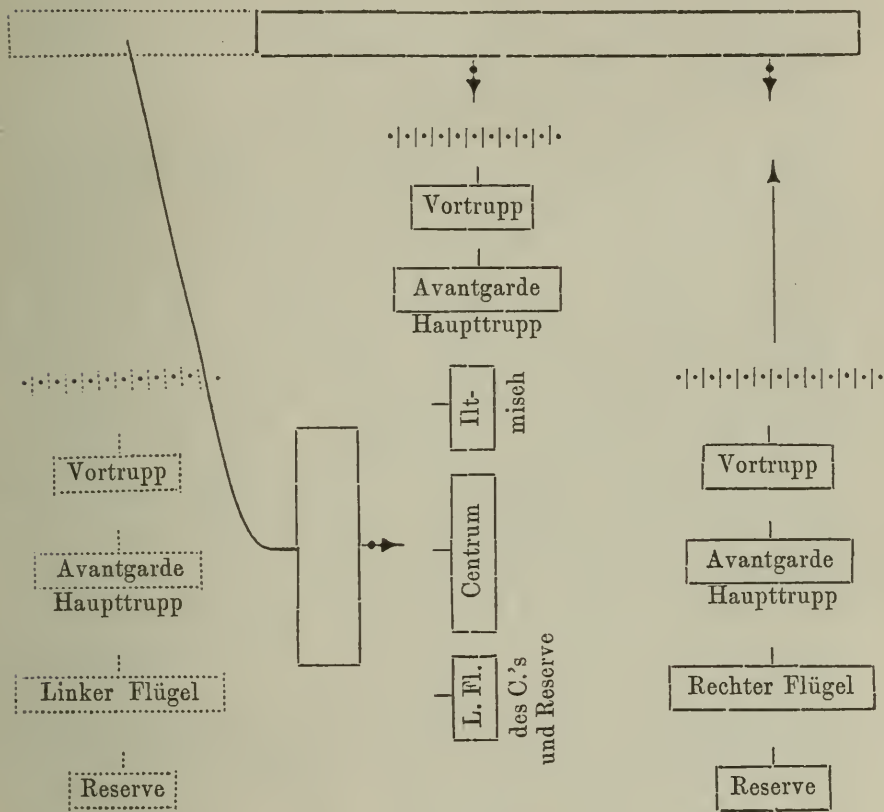 Vortrupp
Avantgarde
Haupttrupp
Ilt-
misch
Centrum
L. Fl.
des C.'s
und Reserve
Vortrupp
Avantgarde
Haupttrupp
Linker Flügel
Reserve
Vortrupp
Avantgarde
Haupttrupp
Rechter Flügel
Reserve